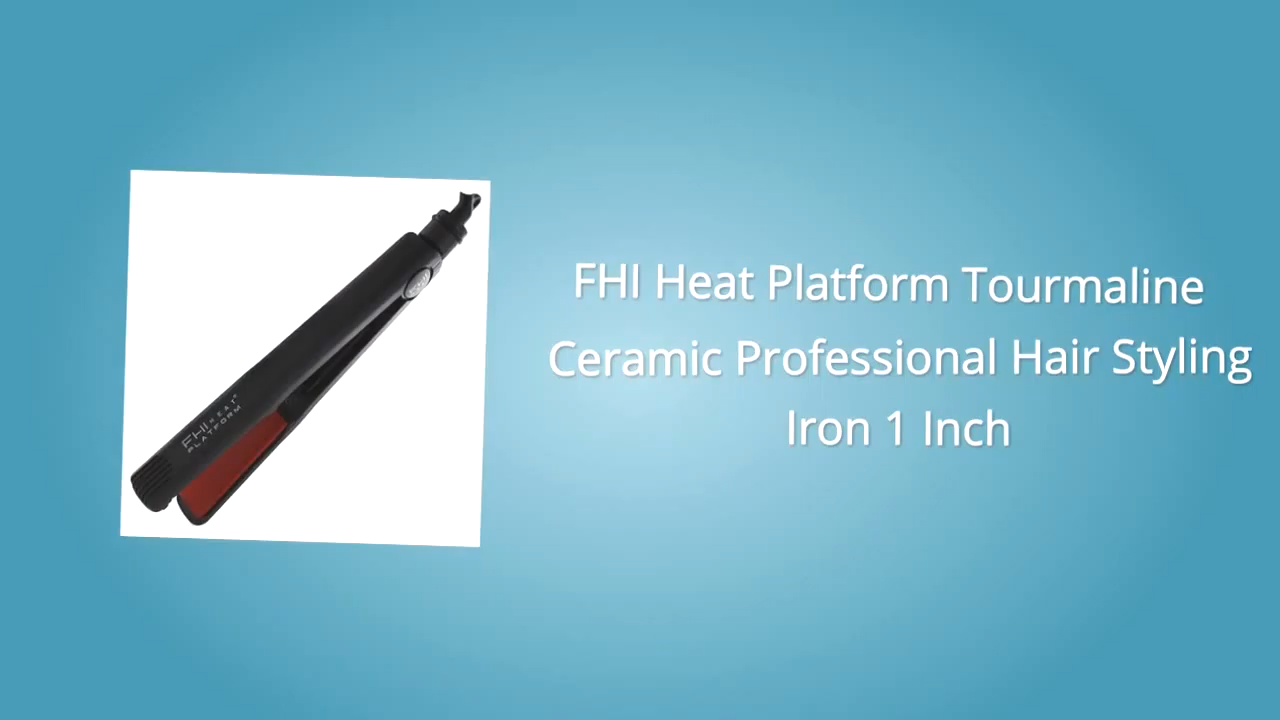 FHI Heat Platform Tourmaline
Ceramic Professional Hair Styling
Iron 1 Inch
FHI HEAT®
PLATFORM